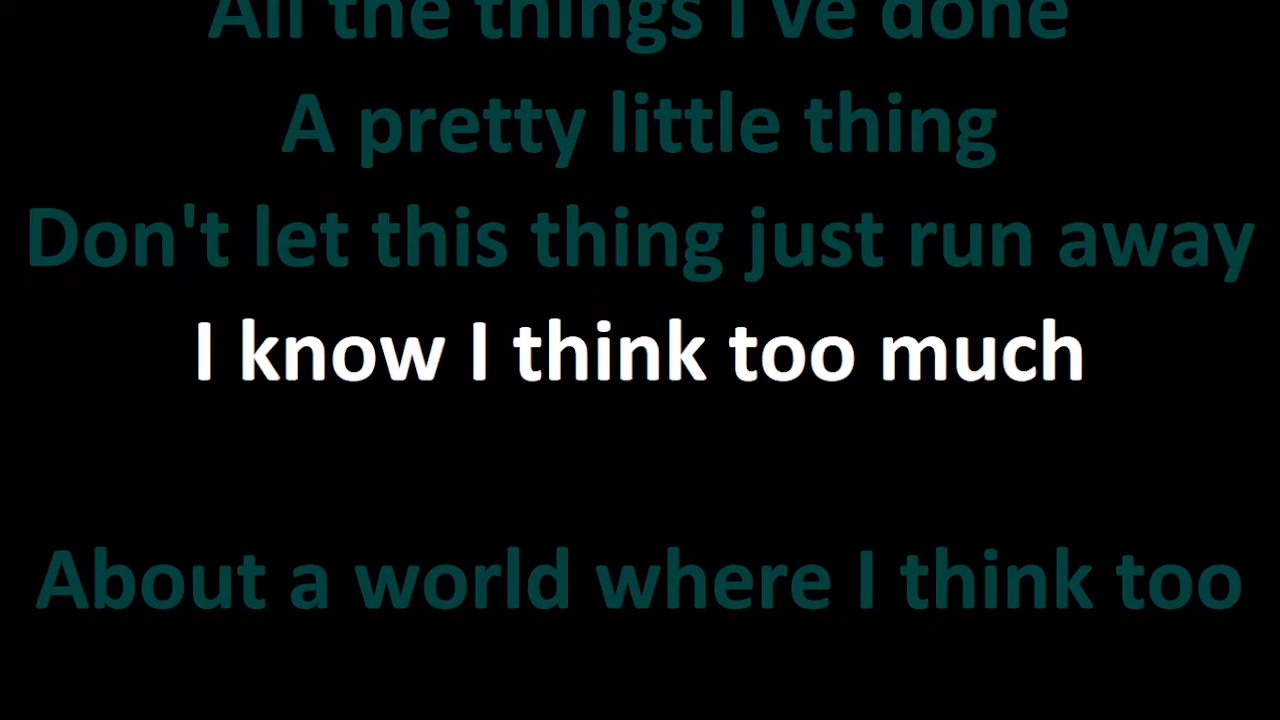 All the things I've done
A pretty little thing
Don't let this thing just run away
I know I think too much
About a world where I think too